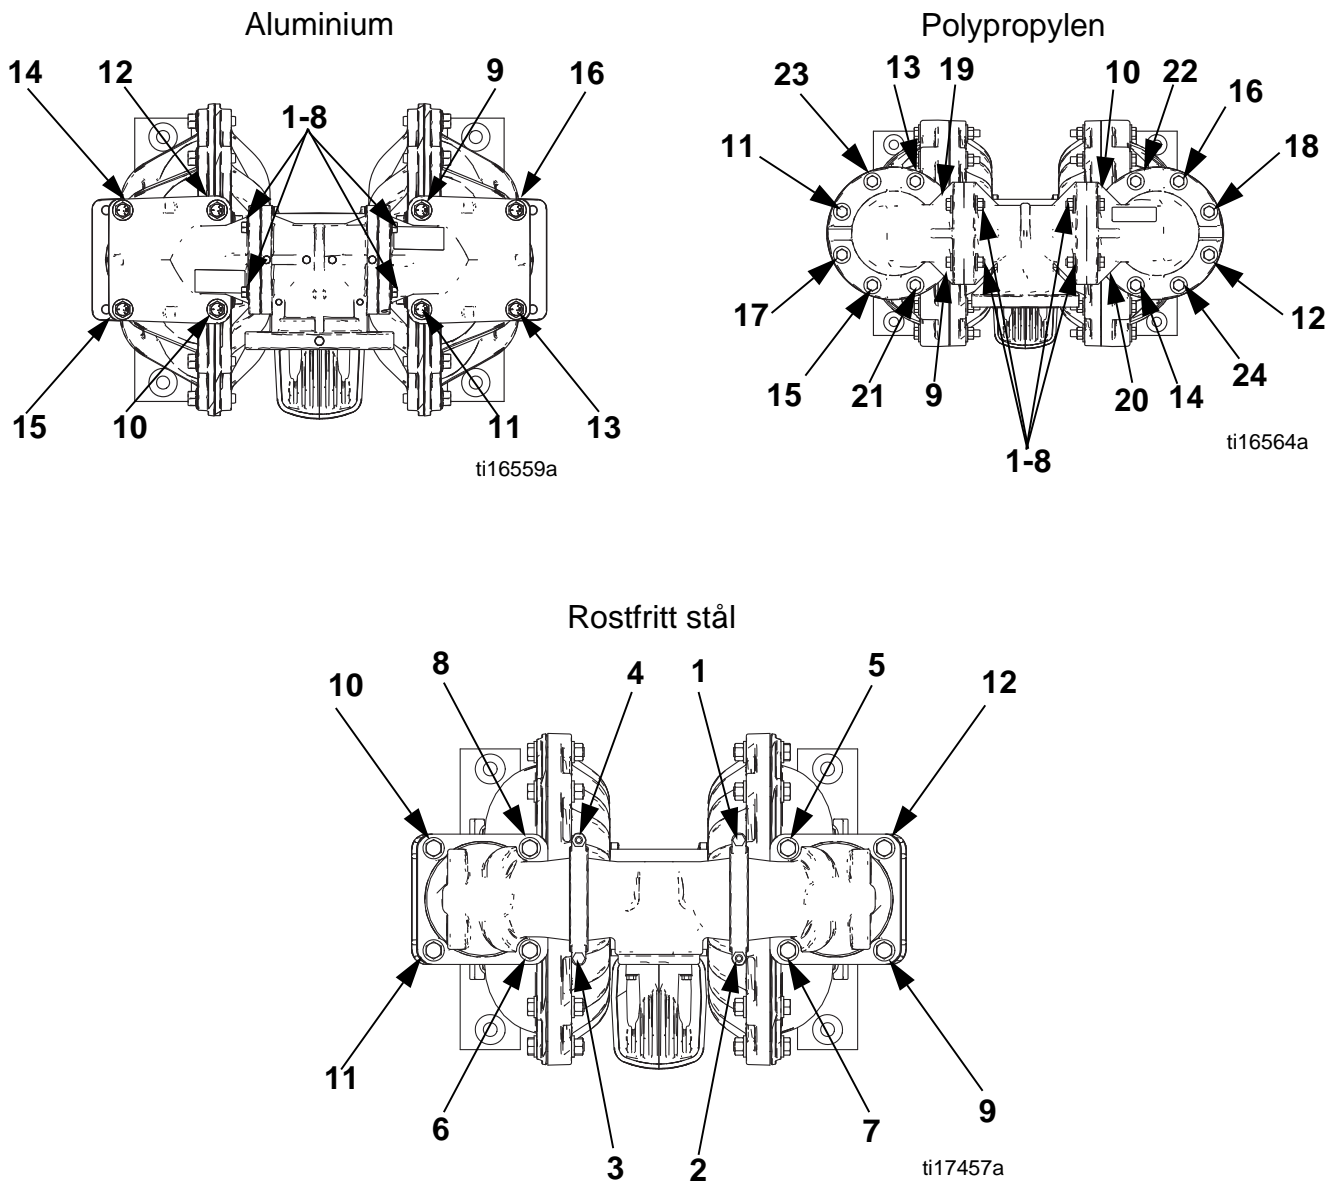 Aluminium
14 12 9 16
1-8
15 10 11 13
ti16559a
Polypropylen
23 13 19 10 22 16
11 18
17 12
15 21 9 20 14 24
1-8
ti16564a
Rostfritt stål
10 8 4 1 5 12
11 6 3 2 7 9
ti17457a